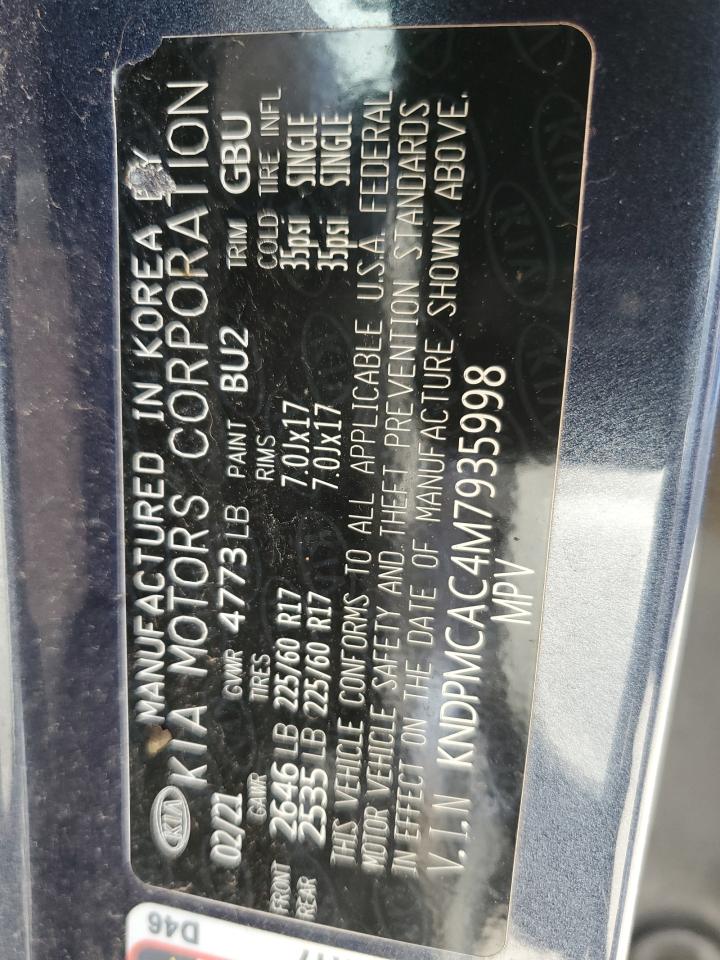 KIA
MANUFACTURED IN KOREA BY
KIA MOTORS CORPORATION
02/21 GVWR 4773 LB PAINT BU2 TRIM GBU
GAWR TIRES RIMS COLD TIRE INFL
FRONT 2646 LB 225/60 R17 7.0Jx17 35psi SINGLE
REAR 2535 LB 225/60 R17 7.0Jx17 35psi SINGLE
THIS VEHICLE CONFORMS TO ALL APPLICABLE U.S.A. FEDERAL
MOTOR VEHICLE SAFETY AND THEFT PREVENTION STANDARDS
IN EFFECT ON THE DATE OF MANUFACTURE SHOWN ABOVE.
V.I.N KNDPMCAC4M7935998
MPV
D46